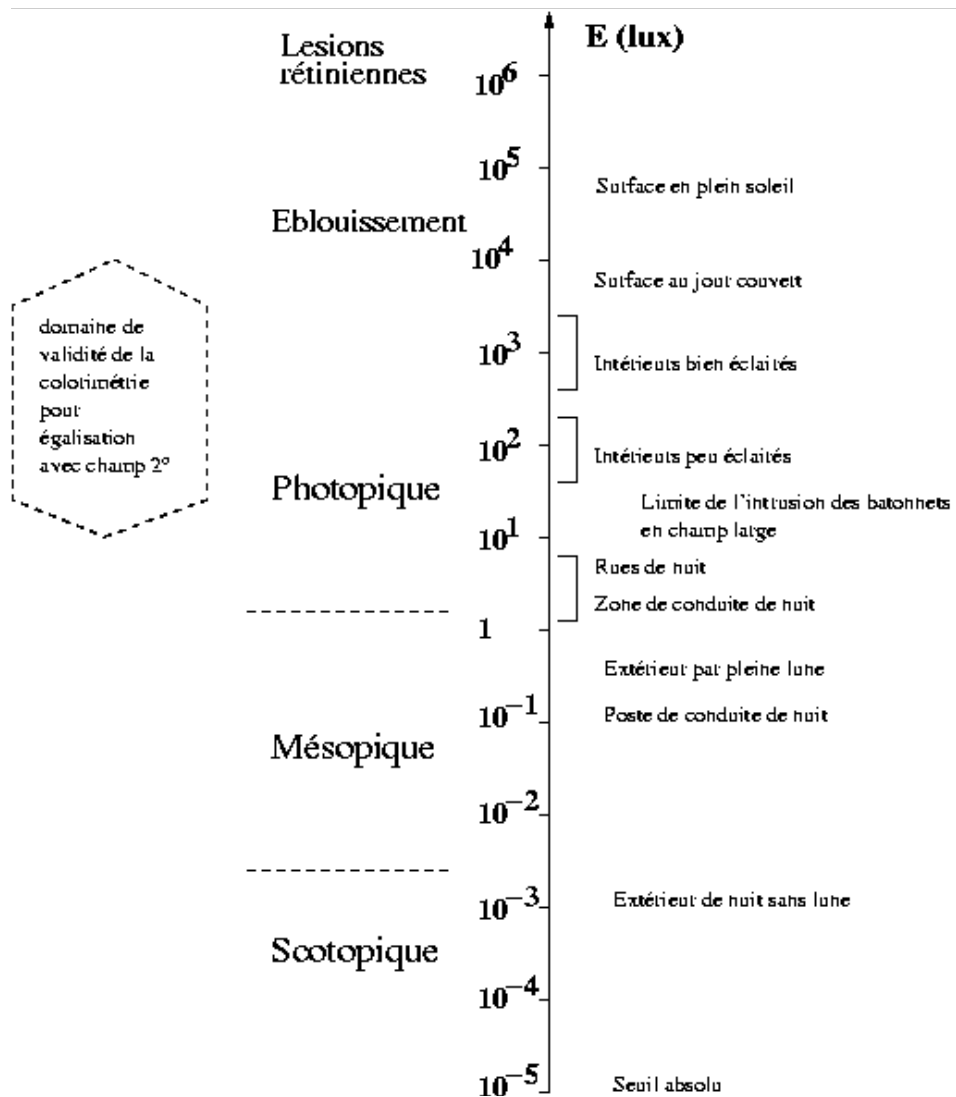 E (lux)
Lesions
rétiniennes
10^6
10^5
Surface en plein soleil
Eblouissement
10^4
Surface au jour couvert
domaine de
validité de la
colorimétrie
pour
égalisation
avec champ 2°
10^3
Intérieurs bien éclairés
10^2
Intérieurs peu éclairés
Photopique
Limite de l'intrusion des batonnets
en champ large
10^1
Rues de nuit
Zone de conduite de nuit
1
Extérieur par pleine lune
10^-1
Poste de conduite de nuit
Mésopique
10^-2
10^-3
Extérieur de nuit sans lune
Scotopique
10^-4
10^-5
Seuil absolu